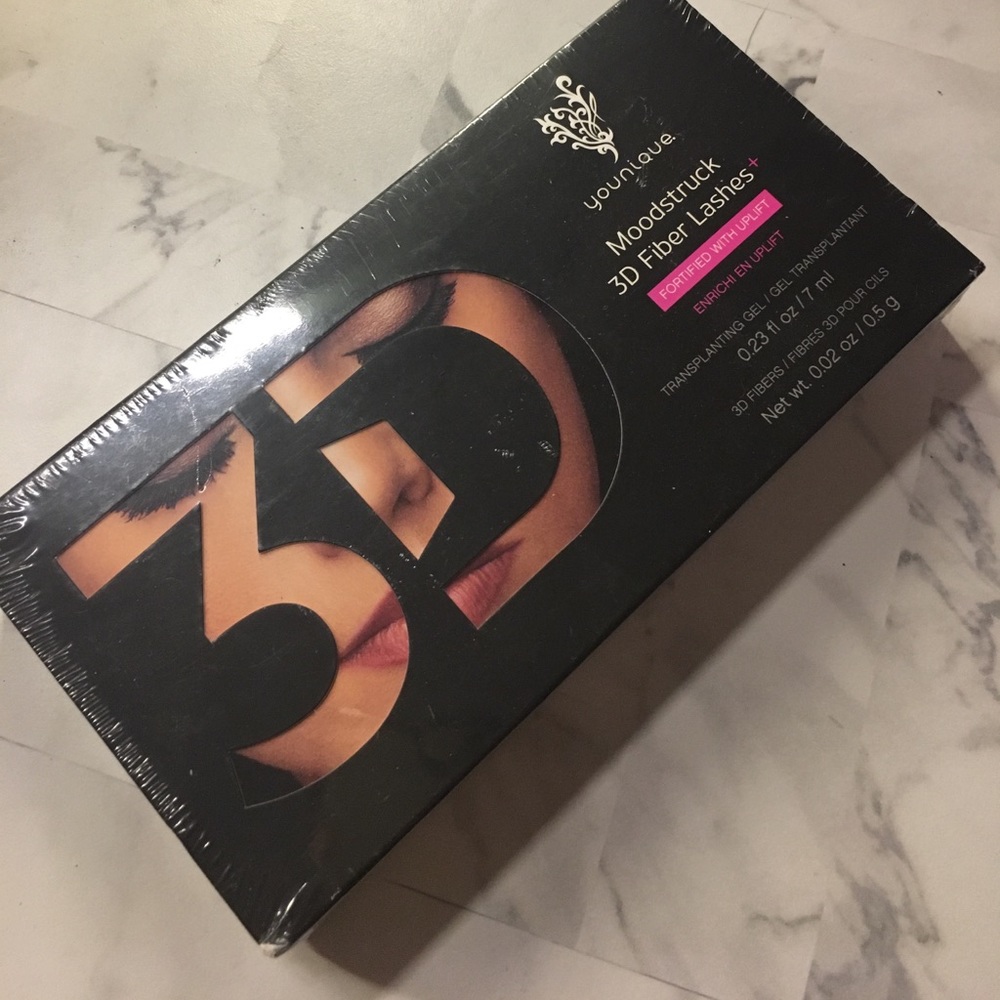 younique
Moodstruck
3D Fiber Lashes+
FORTIFIED WITH UPLIFT
ENRICHI EN UPLIFT
TRANSPLANTING GEL / GEL TRANSPLANTANT
0.23 fl oz / 7 ml
3D FIBERS / FIBRES 3D POUR CILS
Net wt. 0.02 oz / 0.5 g
3D